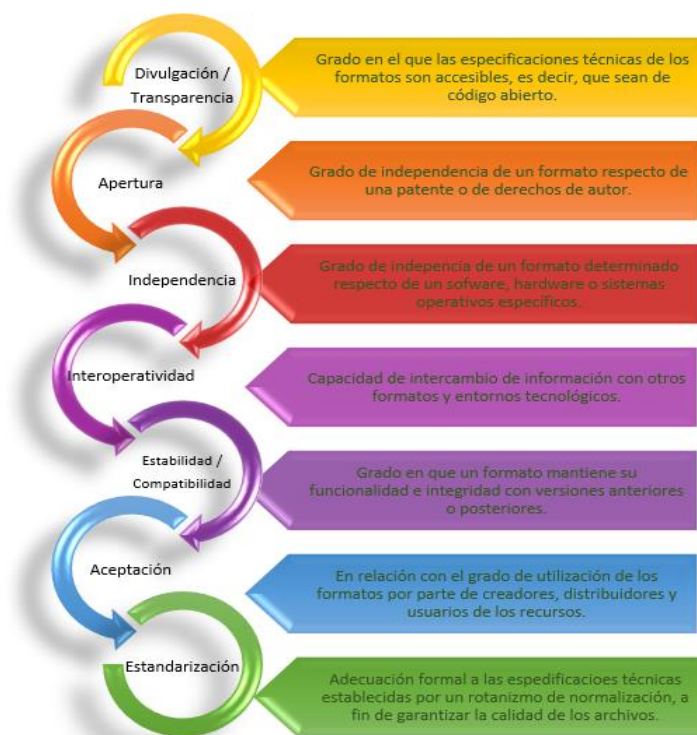 Divulgación /
Transparencia
Grado en el que las especificaciones técnicas de los
formatos son accesibles, es decir, que sean de
código abierto.
Apertura
Grado de independencia de un formato respecto de
una patente o de derechos de autor.
Independencia
Grado de indepencia de un formato determinado
respecto de un sofware, hardware o sistemas
operativos específicos.
Interoperatividad
Capacidad de intercambio de información con otros
formatos y entornos tecnológicos.
Estabilidad /
Compatibilidad
Grado en que un formato mantiene su
funcionalidad e integridad con versiones anteriores
o posteriores.
Aceptación
En relación con el grado de utilización de los
formatos por parte de creadores, distribuidores y
usuarios de los recursos.
Estandarización
Adecuación formal a las espedificacioes técnicas
establecidas por un rotanizmo de normalización, a
fin de garantizar la calidad de los archivos.